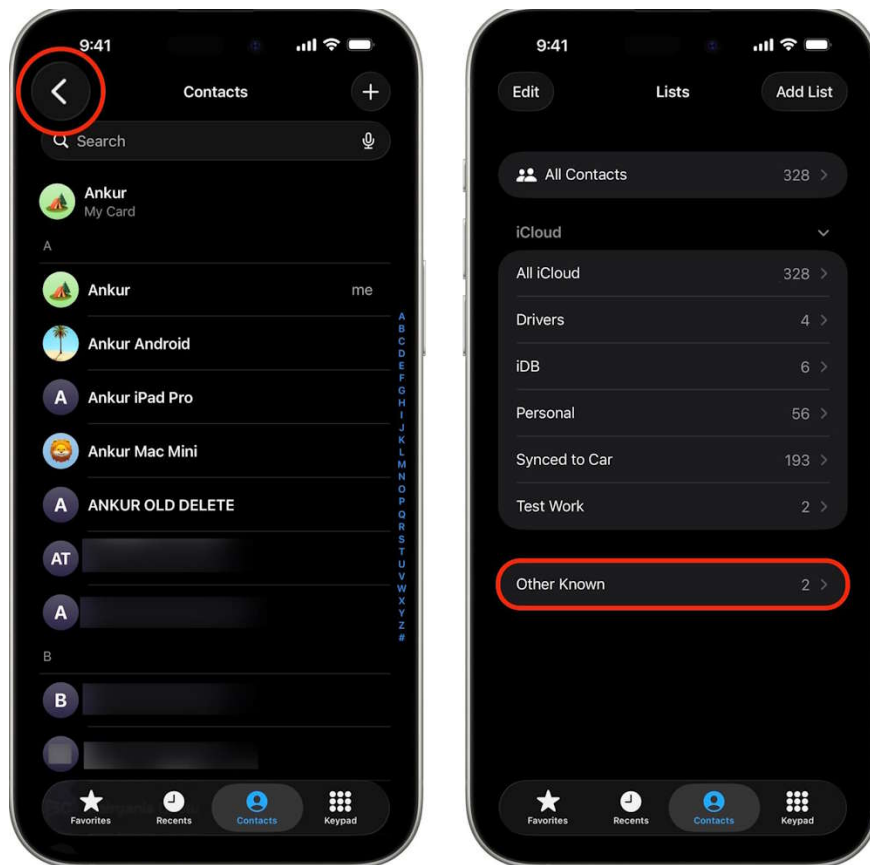 9:41
Contacts
Search
Ankur
My Card
A
Ankur me
Ankur Android
A Ankur iPad Pro
Ankur Mac Mini
A ANKUR OLD DELETE
AT
A
B
B
A
B
C
D
E
F
G
H
I
J
K
L
M
N
O
P
Q
R
S
T
U
V
W
X
Y
Z
#
Favorites Recents Contacts Keypad
9:41
Edit Lists Add List
All Contacts 328
iCloud
All iCloud 328
Drivers 4
iDB 6
Personal 56
Synced to Car 193
Test Work 2
Other Known 2
Favorites Recents Contacts Keypad